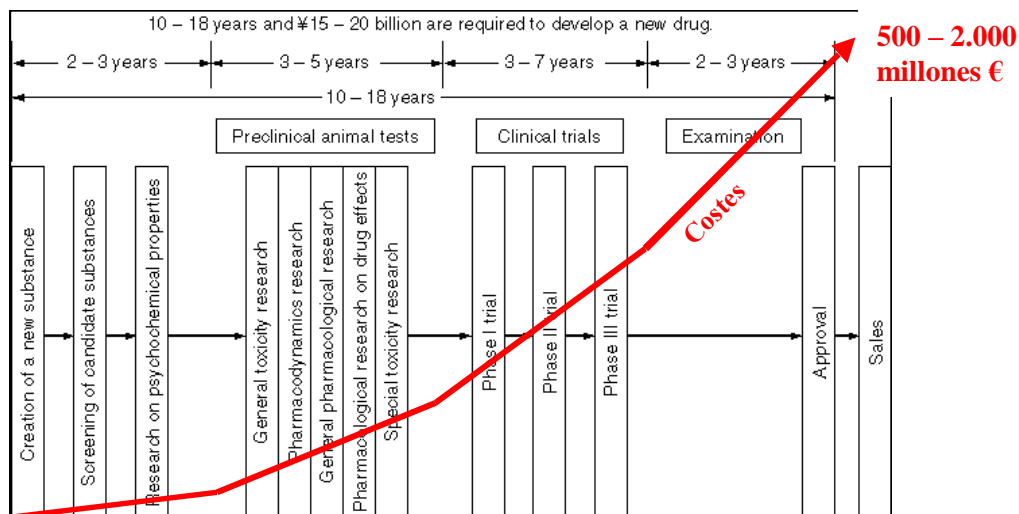 10 – 18 years and ¥15 – 20 billion are required to develop a new drug.
500 – 2.000
millones €
2 – 3 years
3 – 5 years
3 – 7 years
2 – 3 years
10 – 18 years
Preclinical animal tests
Clinical trials
Examination
Costes
Creation of a new substance
Screening of candidate substances
Research on psychochemical properties
General toxicity research
Pharmacodynamics research
General pharmacological research
Pharmacological research on drug effects
Special toxicity research
Phase I trial
Phase II trial
Phase III trial
Approval
Sales